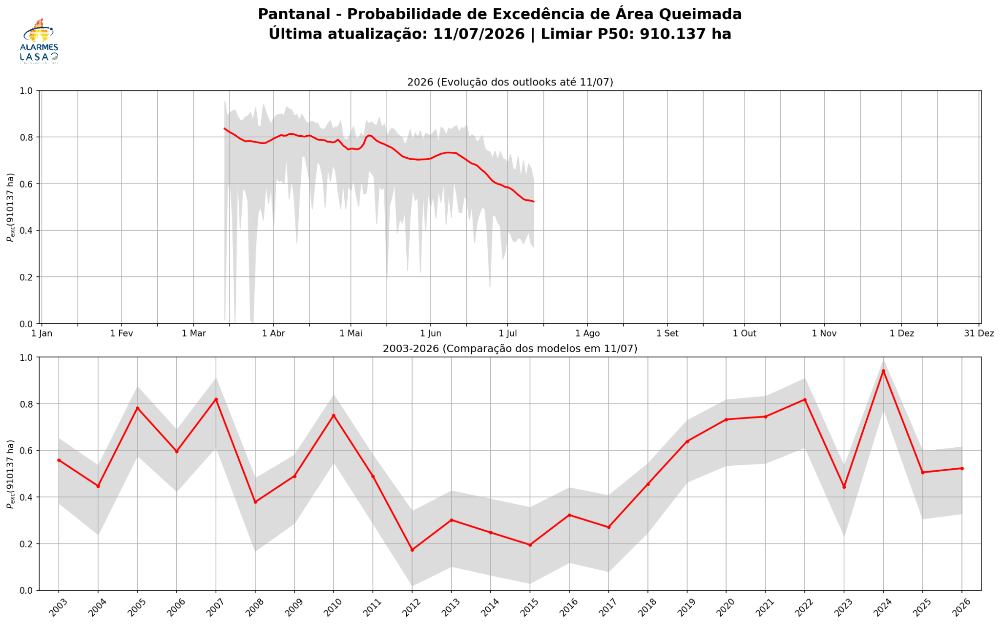 Pantanal - Probabilidade de Excedência de Área Queimada
Última atualização: 11/07/2026 | Limiar P50: 910.137 ha
ALARMES
LASA
2026 (Evolução dos outlooks até 11/07)
1.0
0.8
0.6
0.4
0.2
0.0
Pexc(910137 ha)
1 Jan 1 Fev 1 Mar 1 Abr 1 Mai 1 Jun 1 Jul 1 Ago 1 Set 1 Out 1 Nov 1 Dez 31 Dez
2003-2026 (Comparação dos modelos em 11/07)
1.0
0.8
0.6
0.4
0.2
0.0
Pexc(910137 ha)
2003 2004 2005 2006 2007 2008 2009 2010 2011 2012 2013 2014 2015 2016 2017 2018 2019 2020 2021 2022 2023 2024 2025 2026